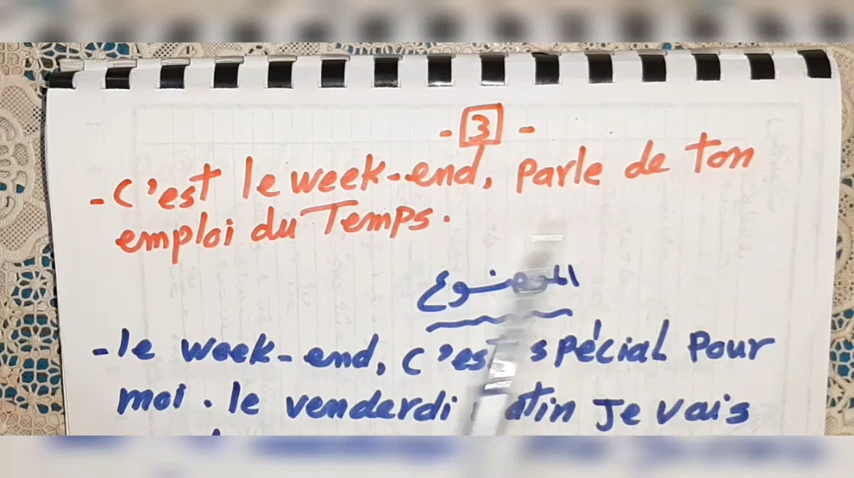 - 3 -
- C'est le week-end, parle de ton
emploi du Temps.
الموضوع
- le week-end, c'est spécial pour
moi. le venderdi matin je vais